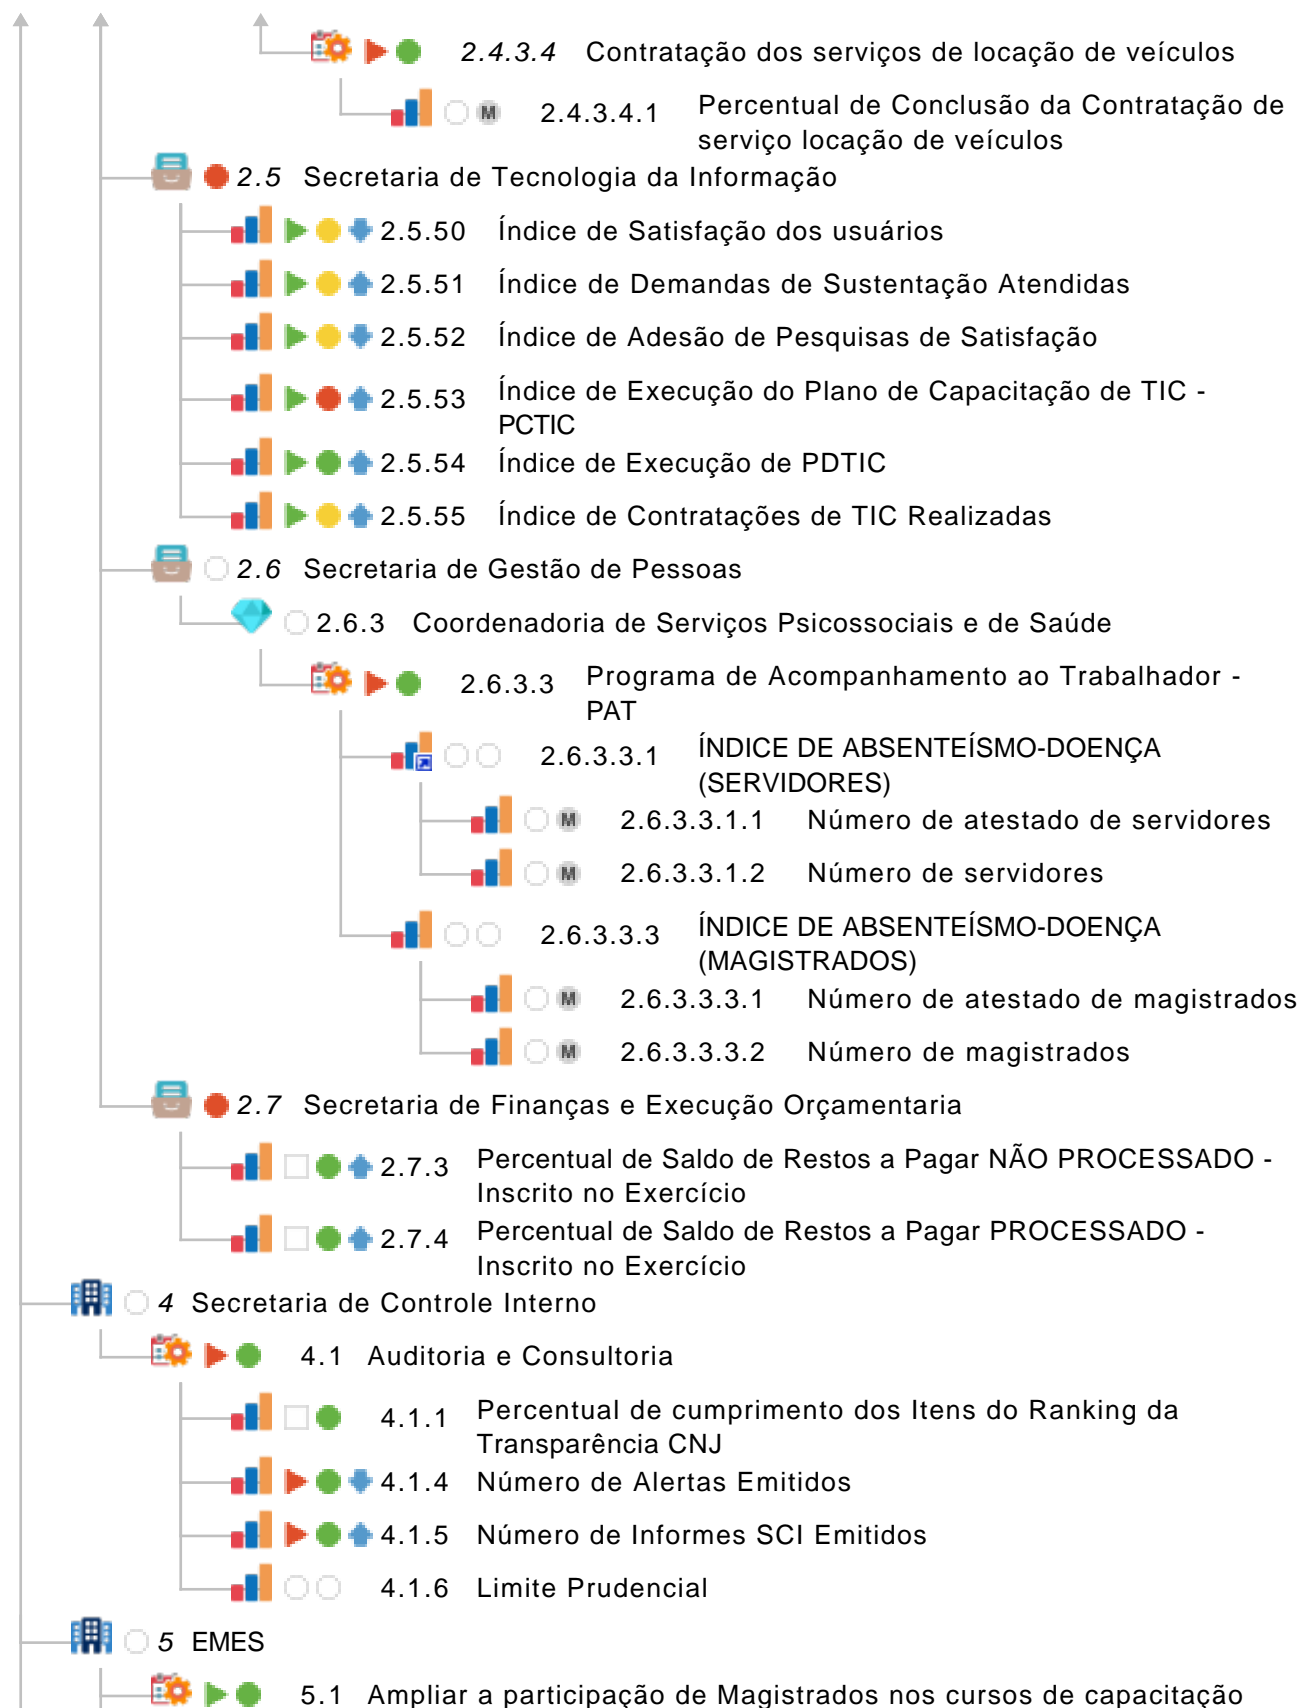 2.4.3.4 Contratação dos serviços de locação de veículos
M 2.4.3.4.1 Percentual de Conclusão da Contratação de
serviço locação de veículos
2.5 Secretaria de Tecnologia da Informação
2.5.50 Índice de Satisfação dos usuários
2.5.51 Índice de Demandas de Sustentação Atendidas
2.5.52 Índice de Adesão de Pesquisas de Satisfação
2.5.53 Índice de Execução do Plano de Capacitação de TIC -
PCTIC
2.5.54 Índice de Execução de PDTIC
2.5.55 Índice de Contratações de TIC Realizadas
2.6 Secretaria de Gestão de Pessoas
2.6.3 Coordenadoria de Serviços Psicossociais e de Saúde
2.6.3.3 Programa de Acompanhamento ao Trabalhador -
PAT
2.6.3.3.1 ÍNDICE DE ABSENTEÍSMO-DOENÇA
(SERVIDORES)
M 2.6.3.3.1.1 Número de atestado de servidores
M 2.6.3.3.1.2 Número de servidores
2.6.3.3.3 ÍNDICE DE ABSENTEÍSMO-DOENÇA
(MAGISTRADOS)
M 2.6.3.3.3.1 Número de atestado de magistrados
M 2.6.3.3.3.2 Número de magistrados
2.7 Secretaria de Finanças e Execução Orçamentaria
2.7.3 Percentual de Saldo de Restos a Pagar NÃO PROCESSADO -
Inscrito no Exercício
2.7.4 Percentual de Saldo de Restos a Pagar PROCESSADO -
Inscrito no Exercício
4 Secretaria de Controle Interno
4.1 Auditoria e Consultoria
4.1.1 Percentual de cumprimento dos Itens do Ranking da
Transparência CNJ
4.1.4 Número de Alertas Emitidos
4.1.5 Número de Informes SCI Emitidos
4.1.6 Limite Prudencial
5 EMES
5.1 Ampliar a participação de Magistrados nos cursos de capacitação